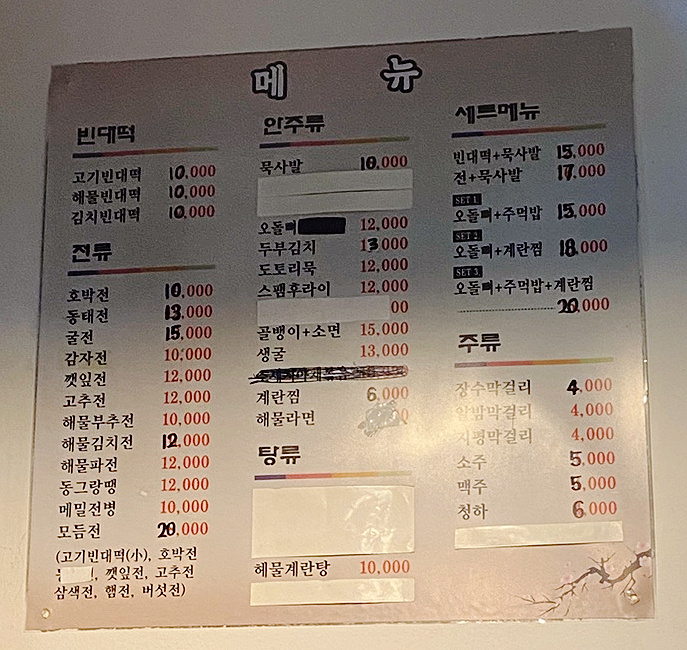 메 뉴
빈대떡
고기빈대떡 10,000
해물빈대떡 10,000
김치빈대떡 10,000
전류
호박전 10,000
동태전 13,000
굴전 15,000
감자전 10,000
깻잎전 12,000
고추전 12,000
해물부추전 10,000
해물김치전 12,000
해물파전 12,000
동그랑땡 12,000
메밀전병 10,000
모듬전 20,000
(고기빈대떡(小), 호박전
깻잎전, 고추전
삼색전, 햄전, 버섯전)
안주류
묵사발 10,000
오돌뼈 12,000
두부김치 13,000
도토리묵 12,000
스팸후라이 12,000
00
골뱅이+소면 15,000
생굴 13,000
계란찜 6,000
해물라면
탕류
해물계란탕 10,000
세트메뉴
빈대떡+묵사발 15,000
전+묵사발 17,000
SET 1
오돌뼈+주먹밥 15,000
SET 2
오돌뼈+계란찜 18,000
SET 3
오돌뼈+주먹밥+계란찜
20,000
주류
장수막걸리 4,000
알밤막걸리 4,000
지평막걸리 4,000
소주 5,000
맥주 5,000
청하 6,000